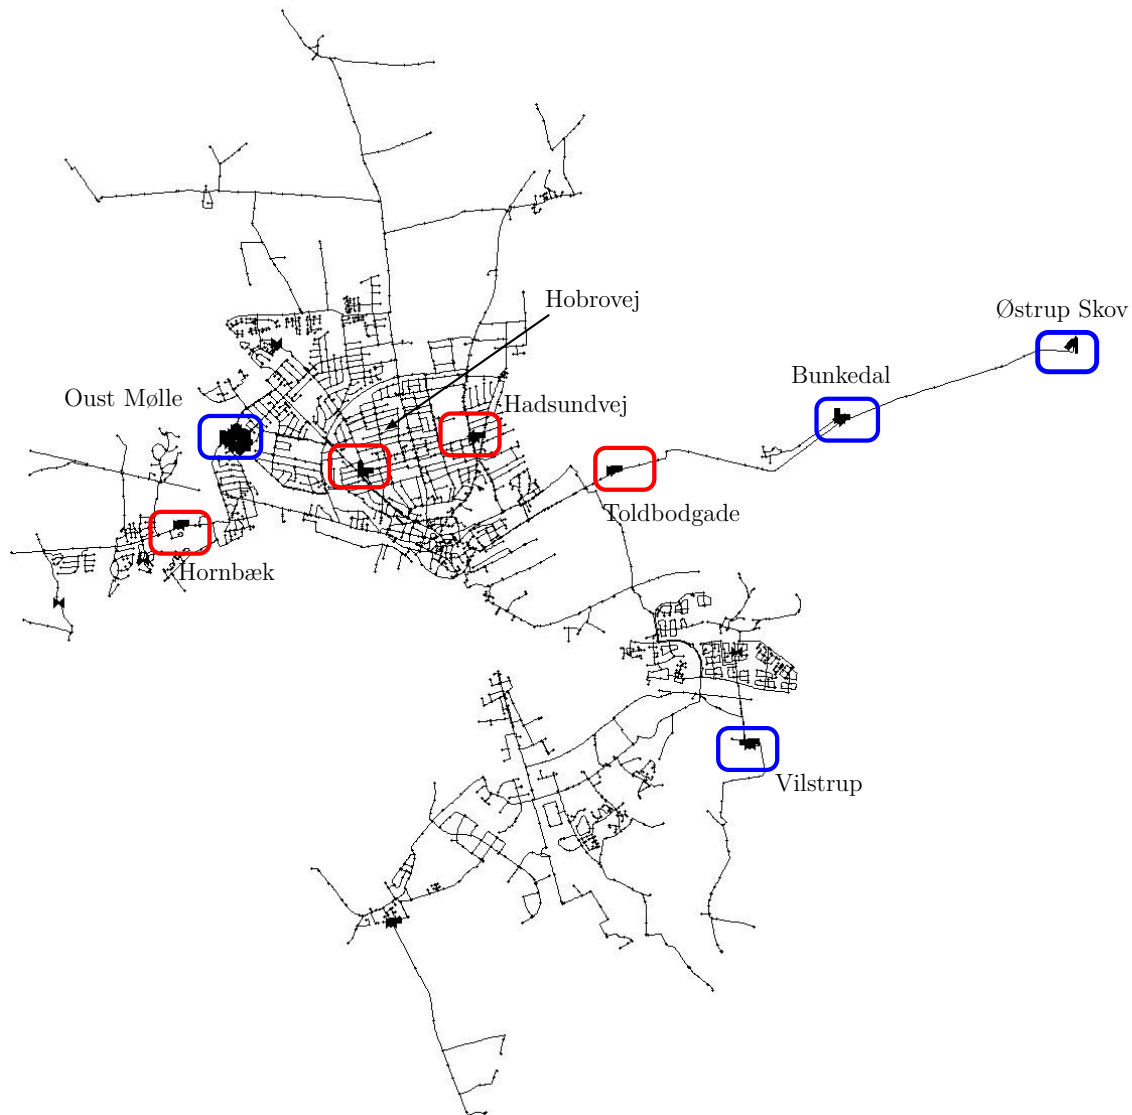 Hobrovej
Østrup Skov
Bunkedal
Oust Mølle
Hadsundvej
Toldbodgade
Hornbæk
Vilstrup